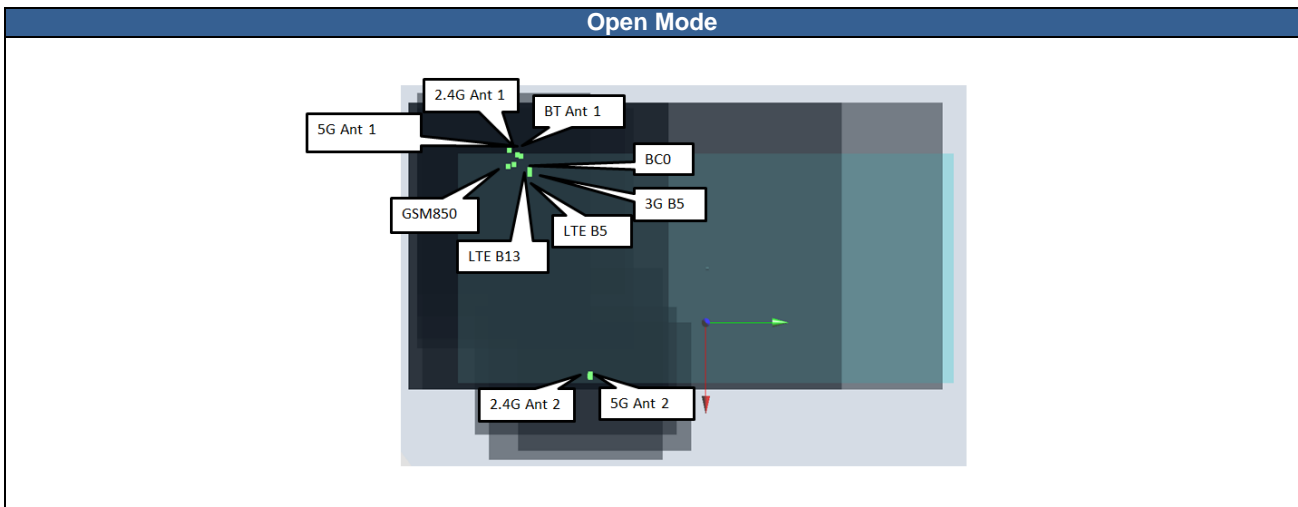 Open Mode
2.4G Ant 1
BT Ant 1
5G Ant 1
BC0
GSM850
3G B5
LTE B5
LTE B13
2.4G Ant 2
5G Ant 2